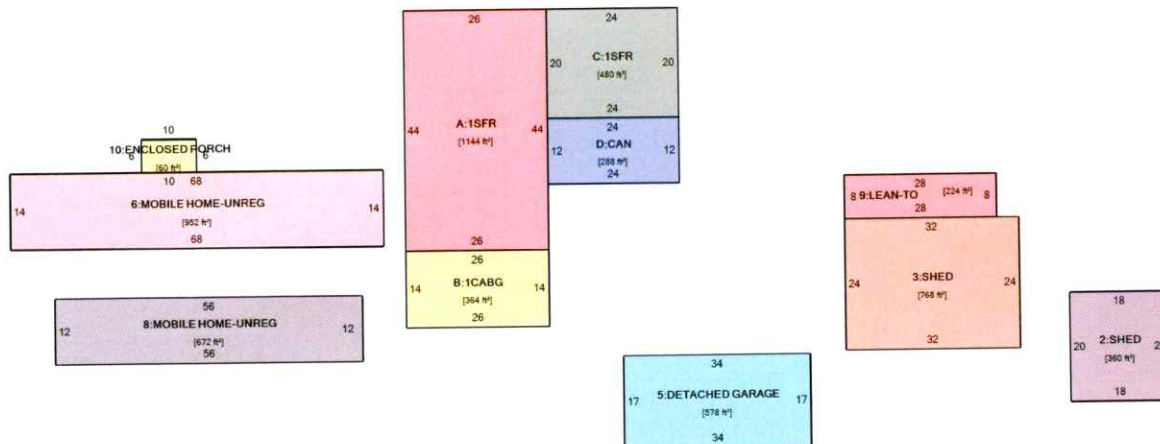 26
44 A:1SFR 44
[1144 ft²]
26
24
20 C:1SFR 20
[480 ft²]
24
24
12 D:CAN 12
[288 ft²]
24
26
14 B:1CABG 14
[364 ft²]
26
10
10:ENCLOSED PORCH
6 6
[60 ft²]
10
68
14 6:MOBILE HOME-UNREG 14
[952 ft²]
68
56
12 8:MOBILE HOME-UNREG 12
[672 ft²]
56
28
8 9:LEAN-TO [224 ft²] 8
28
32
24 3:SHED 24
[768 ft²]
32
18
20 2:SHED 2
[360 ft²]
18
34
17 5:DETACHED GARAGE 17
[578 ft²]
34